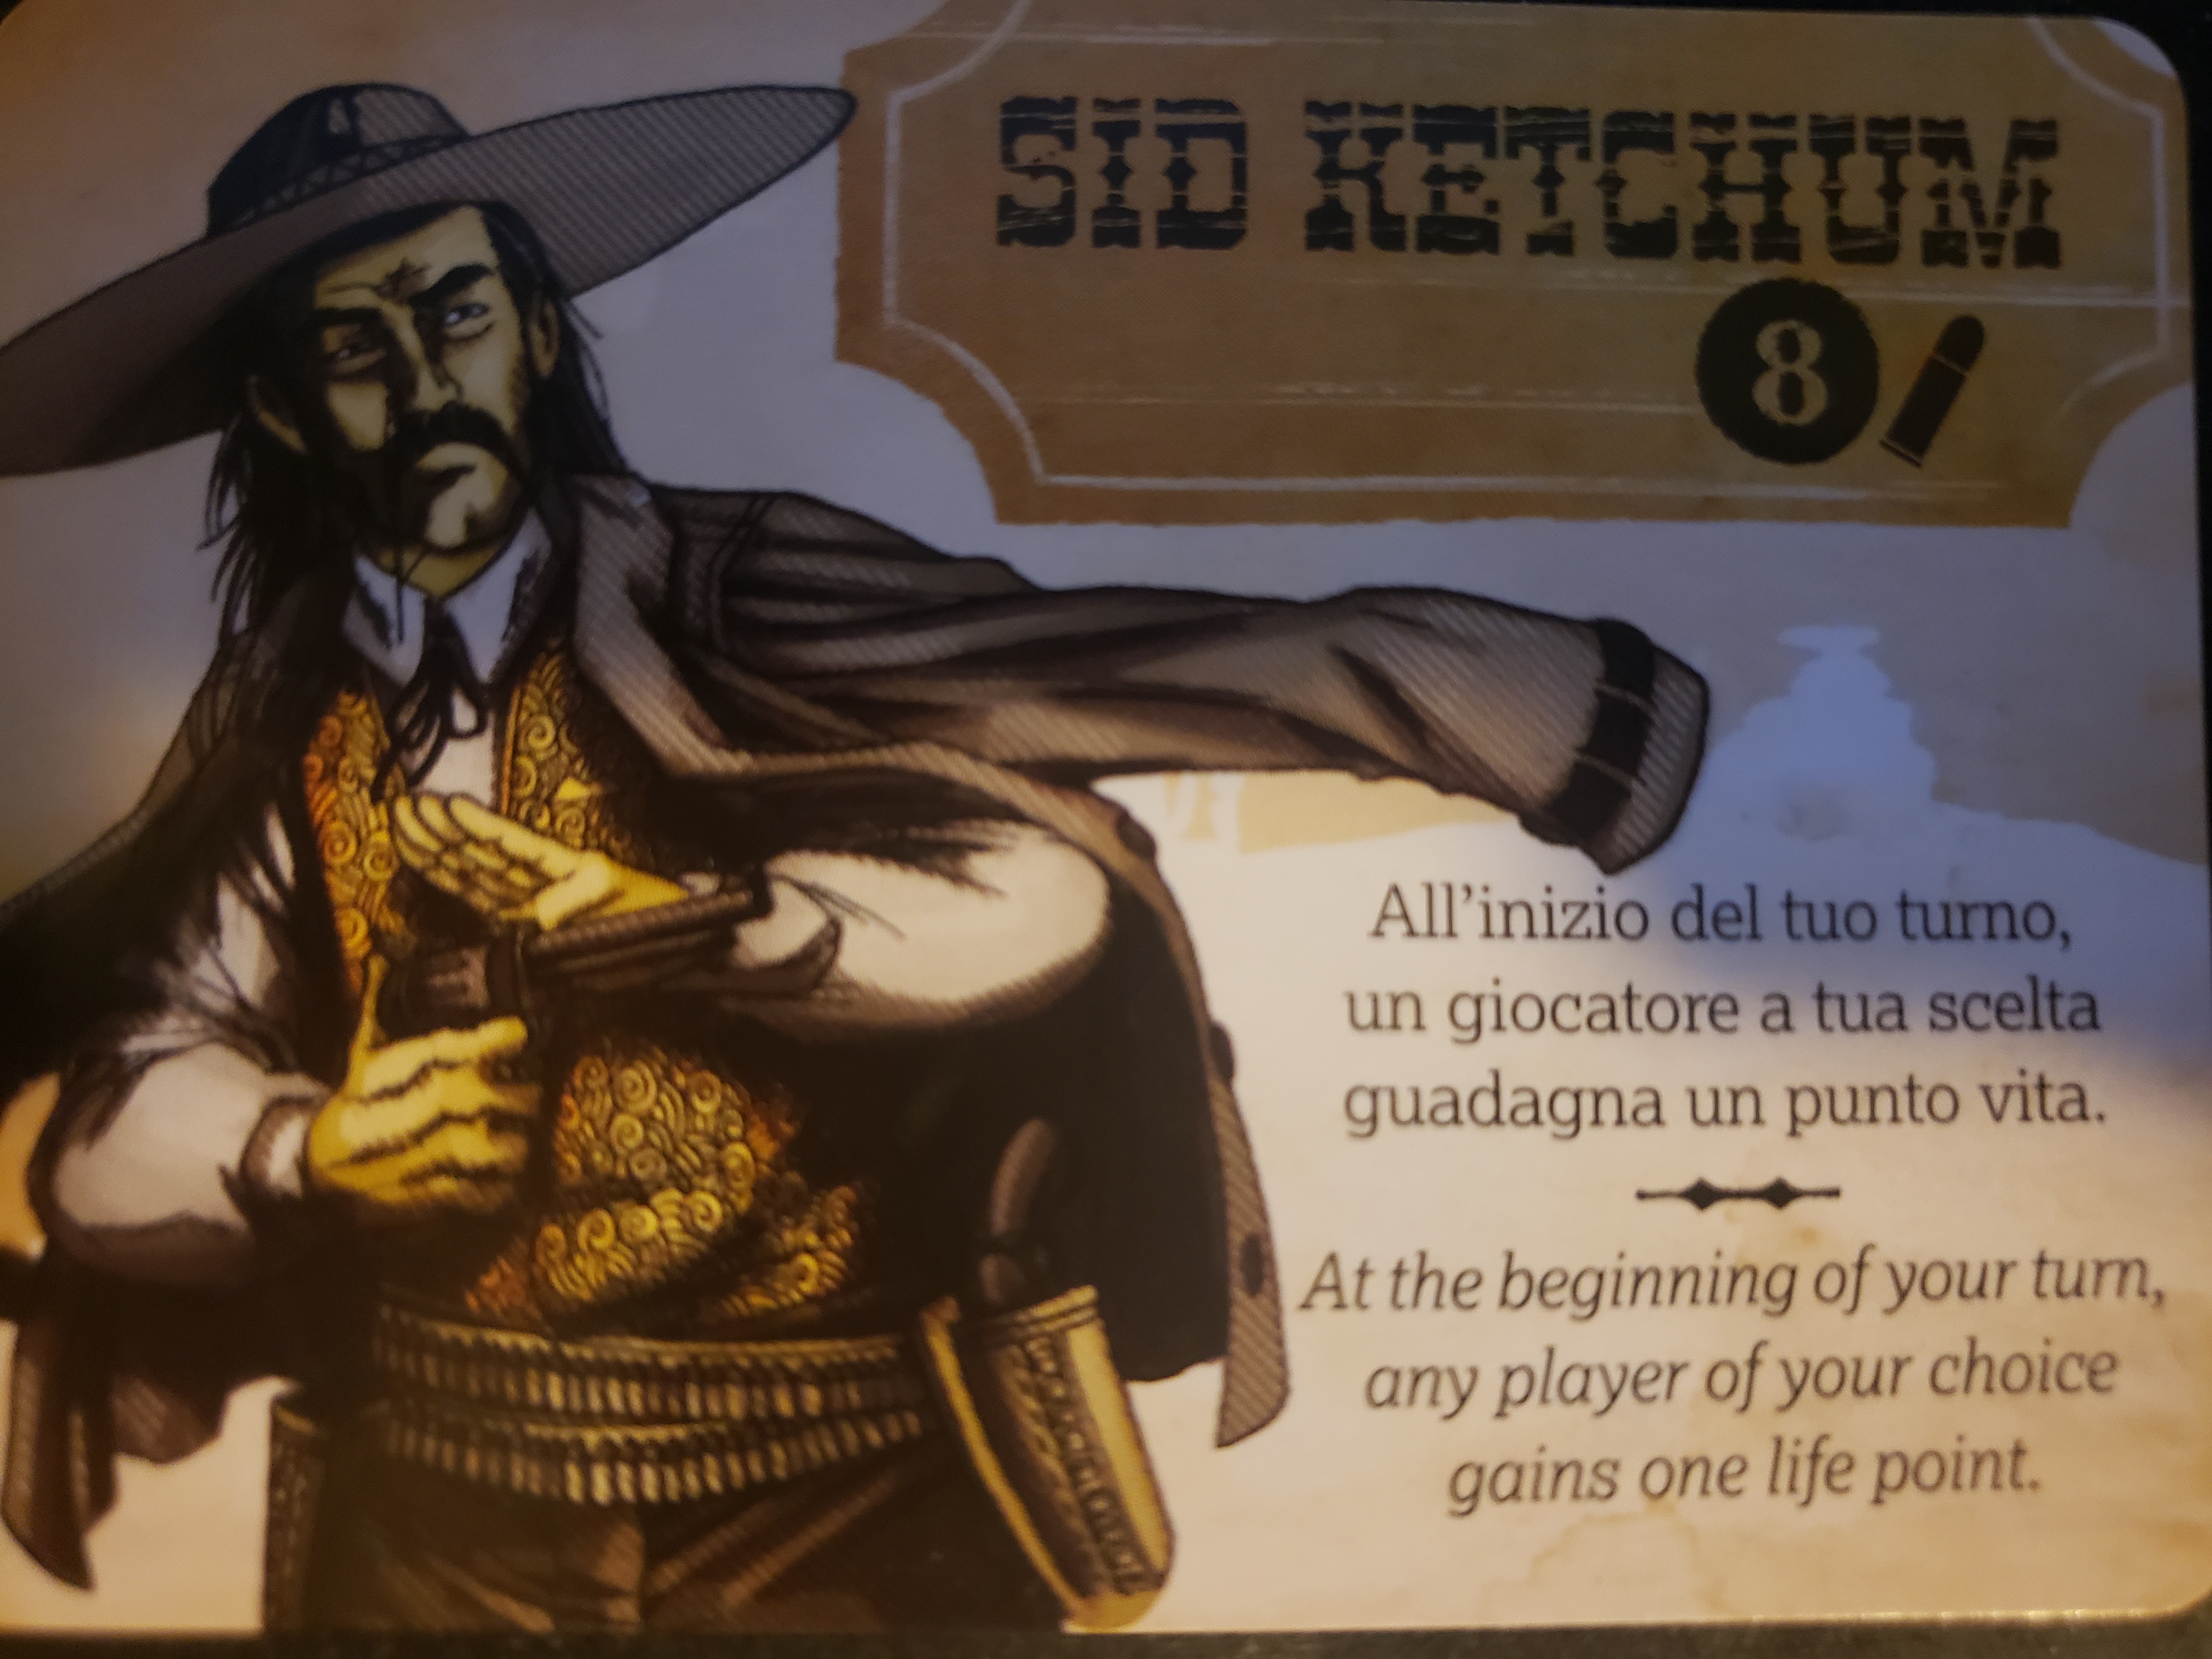 SID KETCHUM
8
All'inizio del tuo turno,
un giocatore a tua scelta
guadagna un punto vita.
At the beginning of your turn,
any player of your choice
gains one life point.